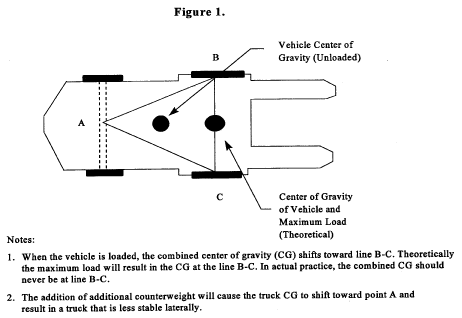 Figure 1.
Vehicle Center of
Gravity (Unloaded)
B
A
C
Center of Gravity
of Vehicle and
Maximum Load
(Theoretical)
Notes:
1. When the vehicle is loaded, the combined center of gravity (CG) shifts toward line B-C. Theoretically
the maximum load will result in the CG at the line B-C. In actual practice, the combined CG should
never be at line B-C.
2. The addition of additional counterweight will cause the truck CG to shift toward point A and
result in a truck that is less stable laterally.